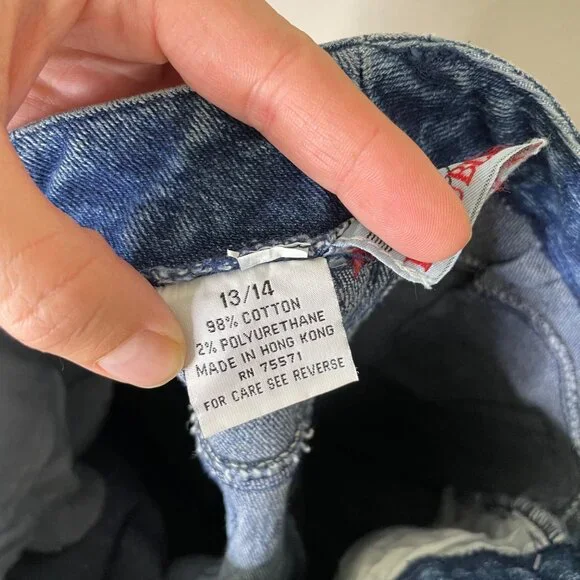 13/14
98% COTTON
2% POLYURETHANE
MADE IN HONG KONG
RN 75571
FOR CARE SEE REVERSE